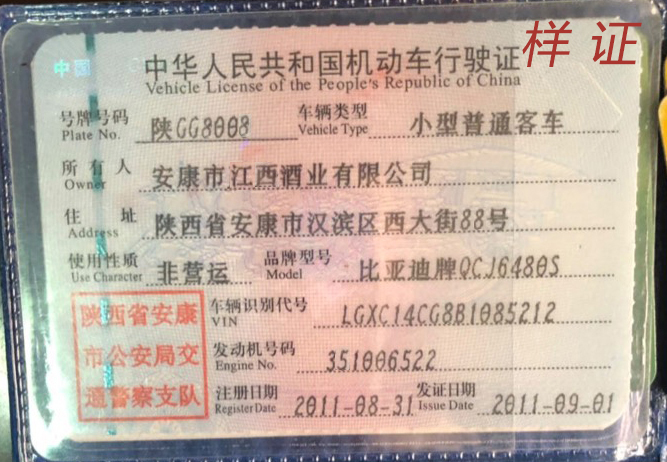 样 证
中国
中华人民共和国机动车行驶证
Vehicle License of the People's Republic of China
号牌号码 陕GG8008 车辆类型 小型普通客车
Plate No. Vehicle Type
所有人 安康市江西酒业有限公司
Owner
住 址 陕西省安康市汉滨区西大街88号
Address
使用性质 非营运 品牌型号 比亚迪牌QCJ6480S
Use Character Model
陕西省安康 车辆识别代号 LGXC14CG8B1085212
VIN
市公安局交 发动机号码 351006522
Engine No.
通警察支队 注册日期 2011-08-31 发证日期 2011-09-01
Register Date Issue Date